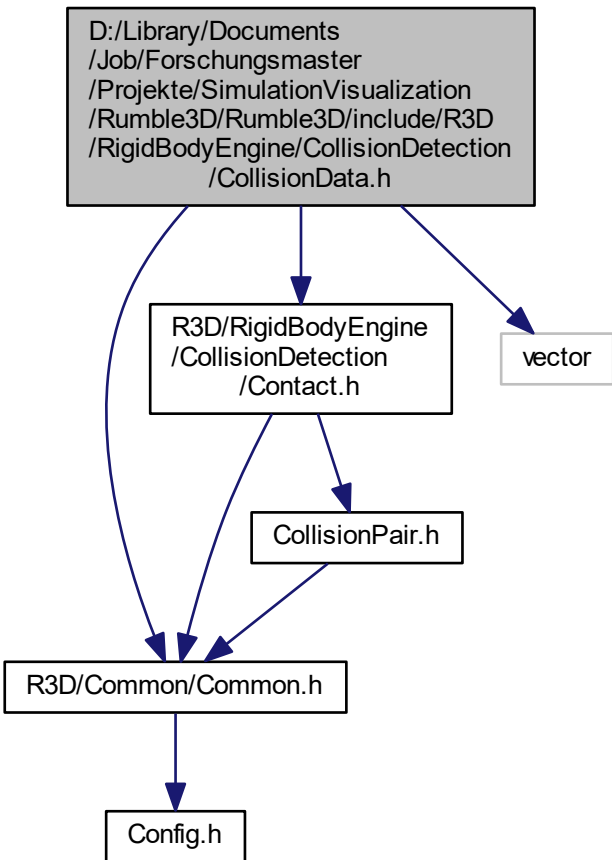 D:/Library/Documents
/Job/Forschungsmaster
/Projekte/SimulationVisualization
/Rumble3D/Rumble3D/include/R3D
/RigidBodyEngine/CollisionDetection
/CollisionData.h
R3D/RigidBodyEngine
/CollisionDetection
/Contact.h
vector
CollisionPair.h
R3D/Common/Common.h
Config.h